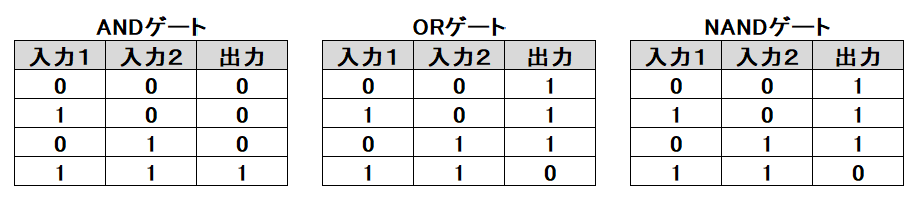 ANDゲート ORゲート NANDゲート
入力1 入力2 出力 入力1 入力2 出力 入力1 入力2 出力
0 0 0 0 0 1 0 0 1
1 0 0 1 0 1 1 0 1
0 1 0 0 1 1 0 1 1
1 1 1 1 1 0 1 1 0